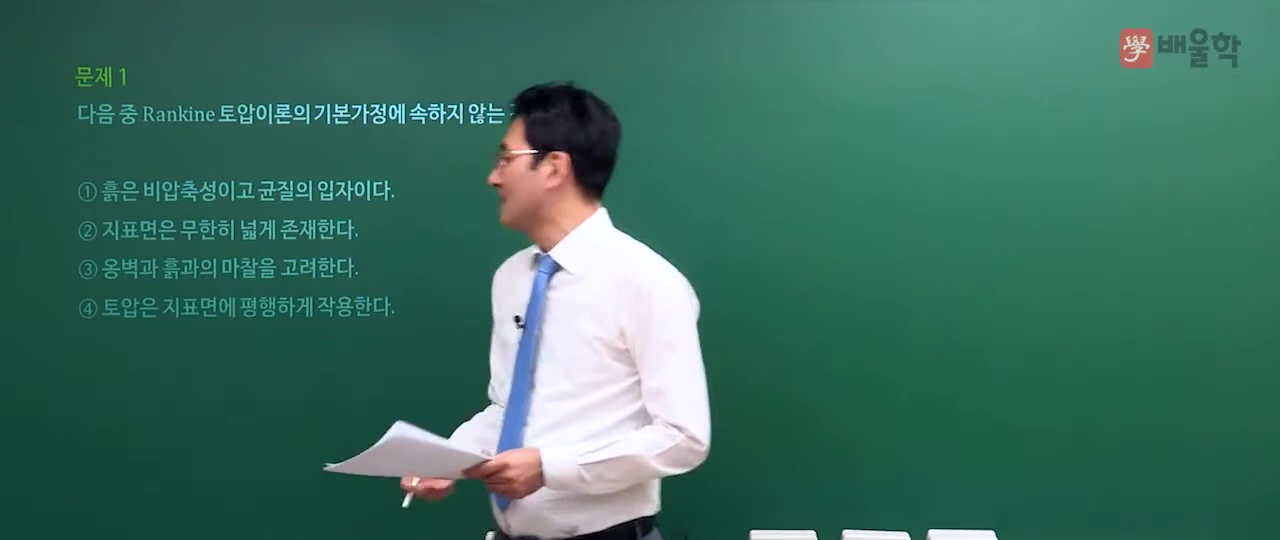 學 배울학
문제 1
다음 중 Rankine 토압이론의 기본가정에 속하지 않는
① 흙은 비압축성이고 균질의 입자이다.
② 지표면은 무한히 넓게 존재한다.
③ 옹벽과 흙과의 마찰을 고려한다.
④ 토압은 지표면에 평행하게 작용한다.